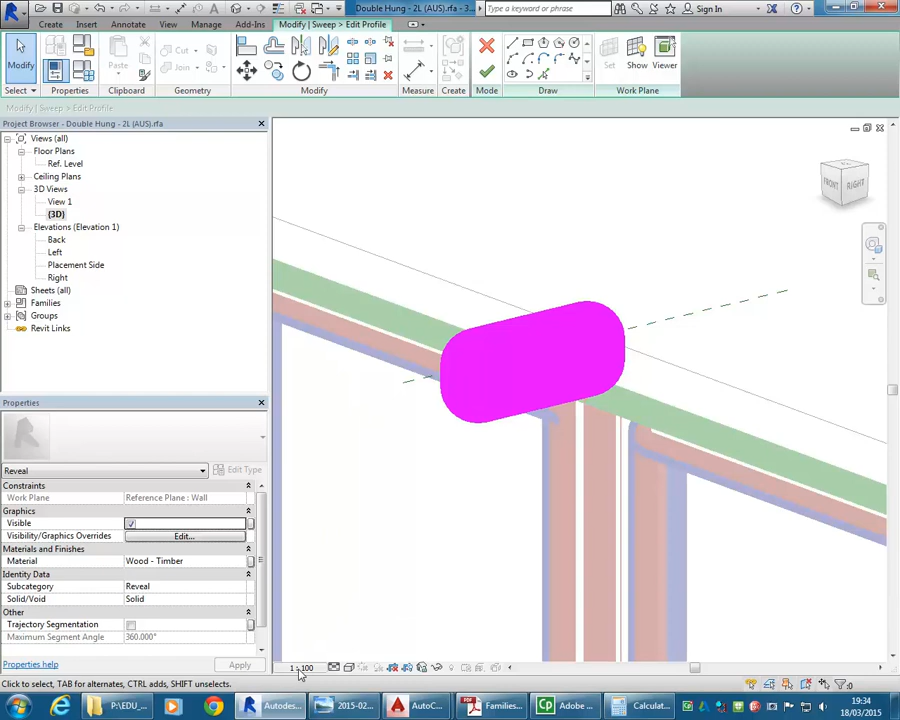 Double Hung - 2L (AUS).rfa - 3...
Type a keyword or phrase
Sign In
Create Insert Annotate View Manage Add-Ins Modify | Sweep > Edit Profile
Modify Paste Cut Join Set Show Viewer
Select Properties Clipboard Geometry Modify Measure Create Mode Draw Work Plane
Modify | Sweep > Edit Profile
Project Browser - Double Hung - 2L (AUS).rfa
Views (all)
Floor Plans
Ref. Level
Ceiling Plans
3D Views
View 1
{3D}
Elevations (Elevation 1)
Back
Left
Placement Side
Right
Sheets (all)
Families
Groups
Revit Links
FRONT RIGHT
Properties
Reveal
Edit Type
Constraints
Work Plane Reference Plane : Wall
Graphics
Visible
Visibility/Graphics Overrides Edit...
Materials and Finishes
Material Wood - Timber
Identity Data
Subcategory Reveal
Solid/Void Solid
Other
Trajectory Segmentation
Maximum Segment Angle 360.000°
Properties help Apply
1 : 100
Click to select, TAB for alternates, CTRL adds, SHIFT unselects.
:0
P:\EDU_... Autodes... 2015-02... AutoC... Families... Adobe ... Calculat...
19:34
18/03/2015